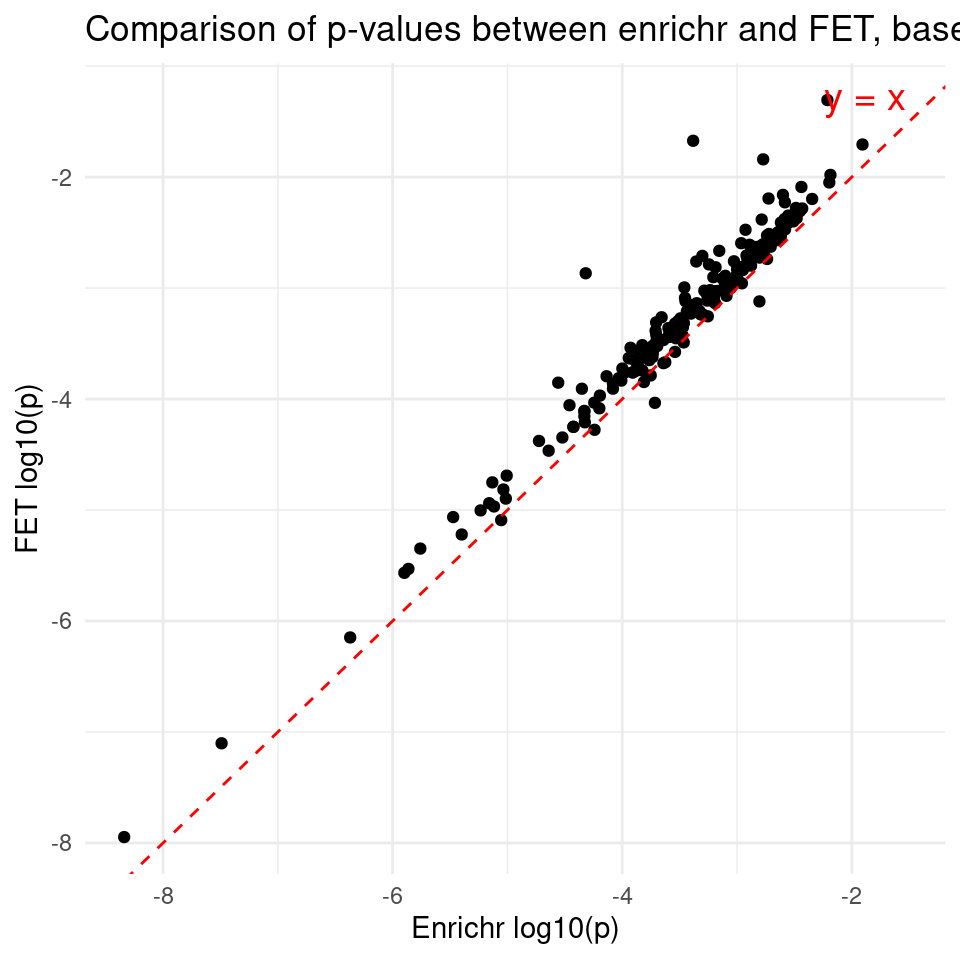 Comparison of p-values between enrichr and FET, base
y = x
-2
-4
-6
-8
FET log10(p)
-8
-6
-4
-2
Enrichr log10(p)